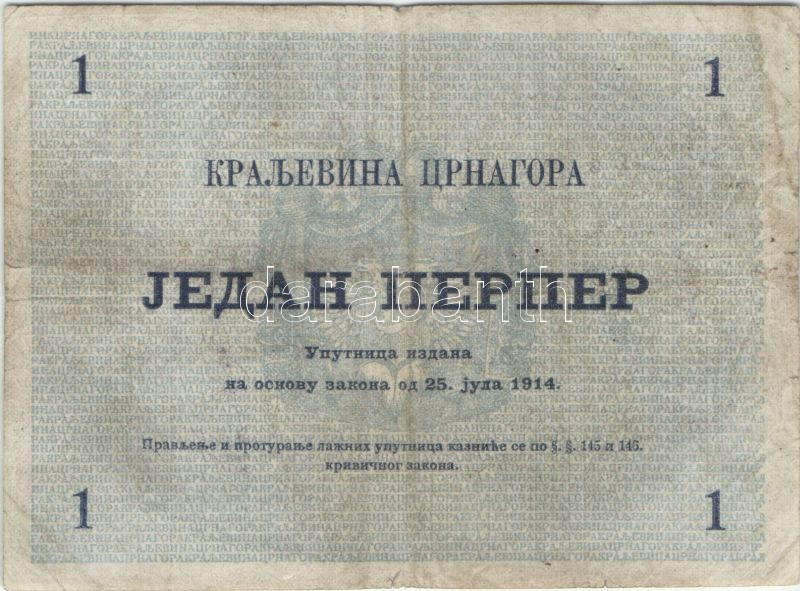 1 1
КРАЉЕВИНА ЦРНАГОРА
ЈЕДАН ПЕРПЕР
darabanth
Упутница издана
на основу закона од 25. јула 1914.
Прављење и протурање лажних упутница казниће се по §. §. 145 и 146.
кривичног закона.
1 1